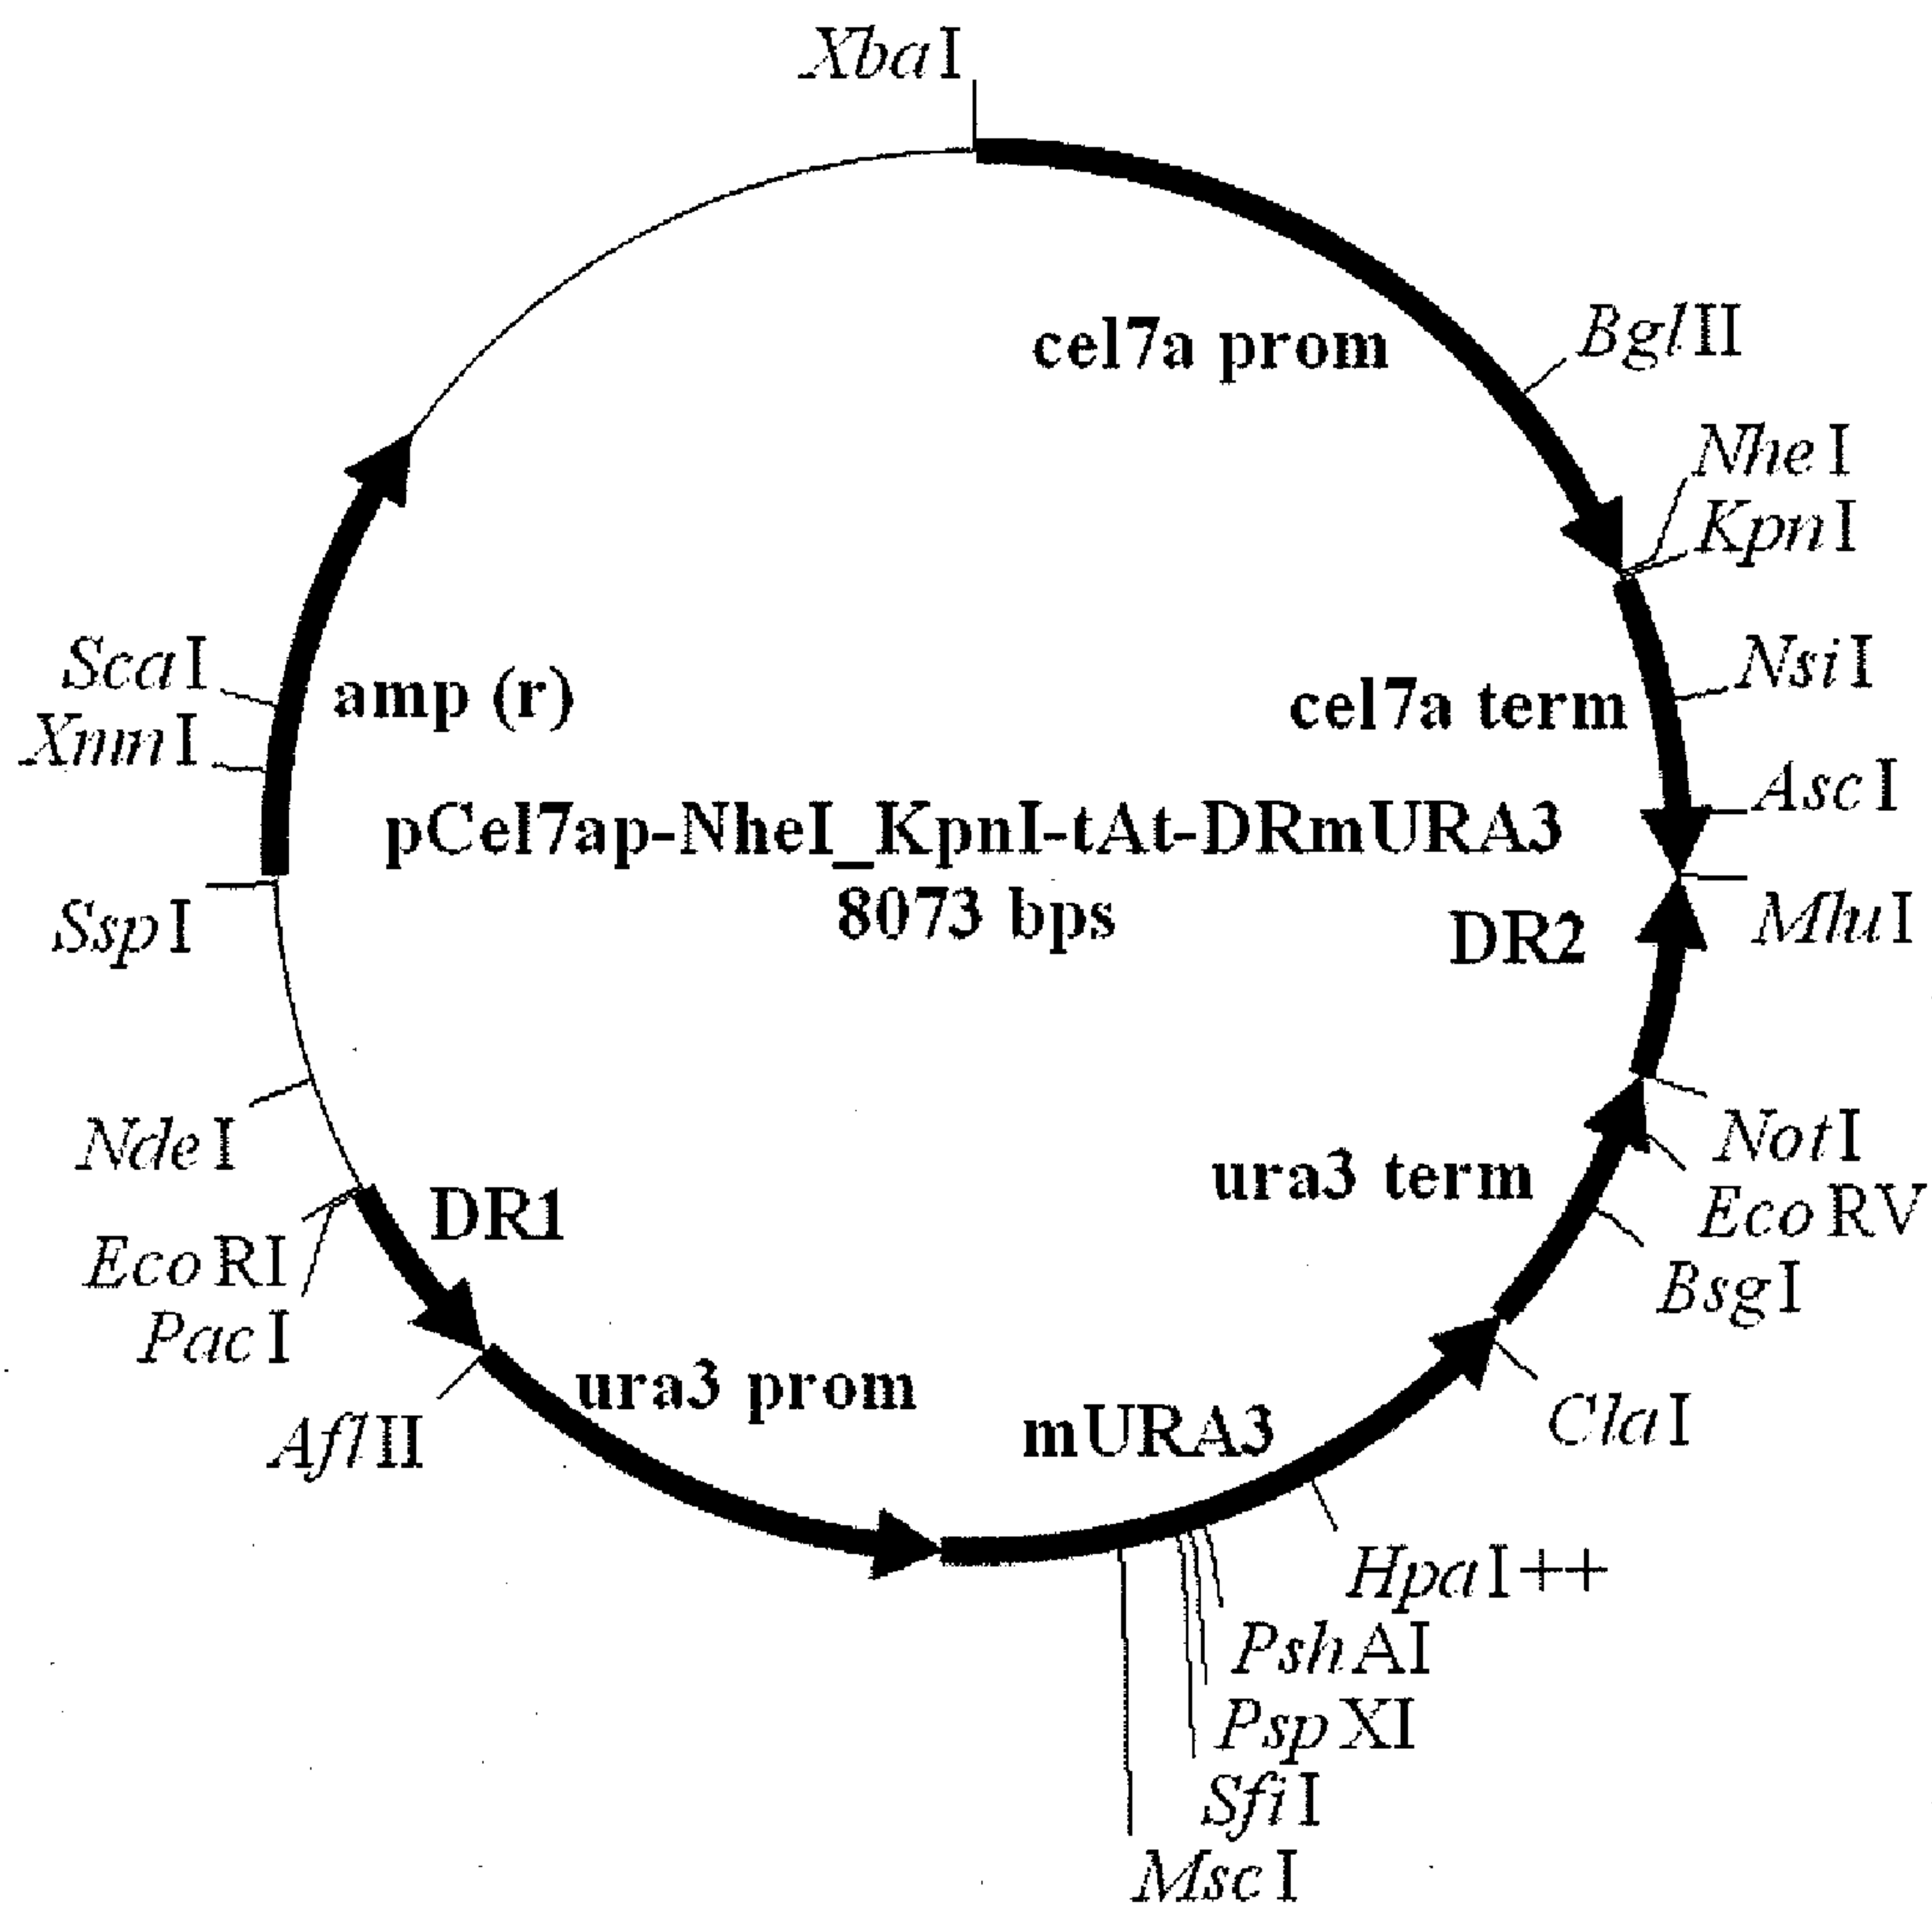 XbaI
cel7a prom
BglII
NheI
KpnI
NsiI
cel7a term
AscI
MluI
DR2
NotI
EcoRV
BsgI
ura3 term
ClaI
mURA3
HpaI++
PshAI
PspXI
SfiI
MscI
ura3 prom
AflII
DR1
PacI
EcoRI
NdeI
SspI
XmnI
ScaI
amp (r)
pCel7ap-NheI_KpnI-tAt-DRmURA3
8073 bps